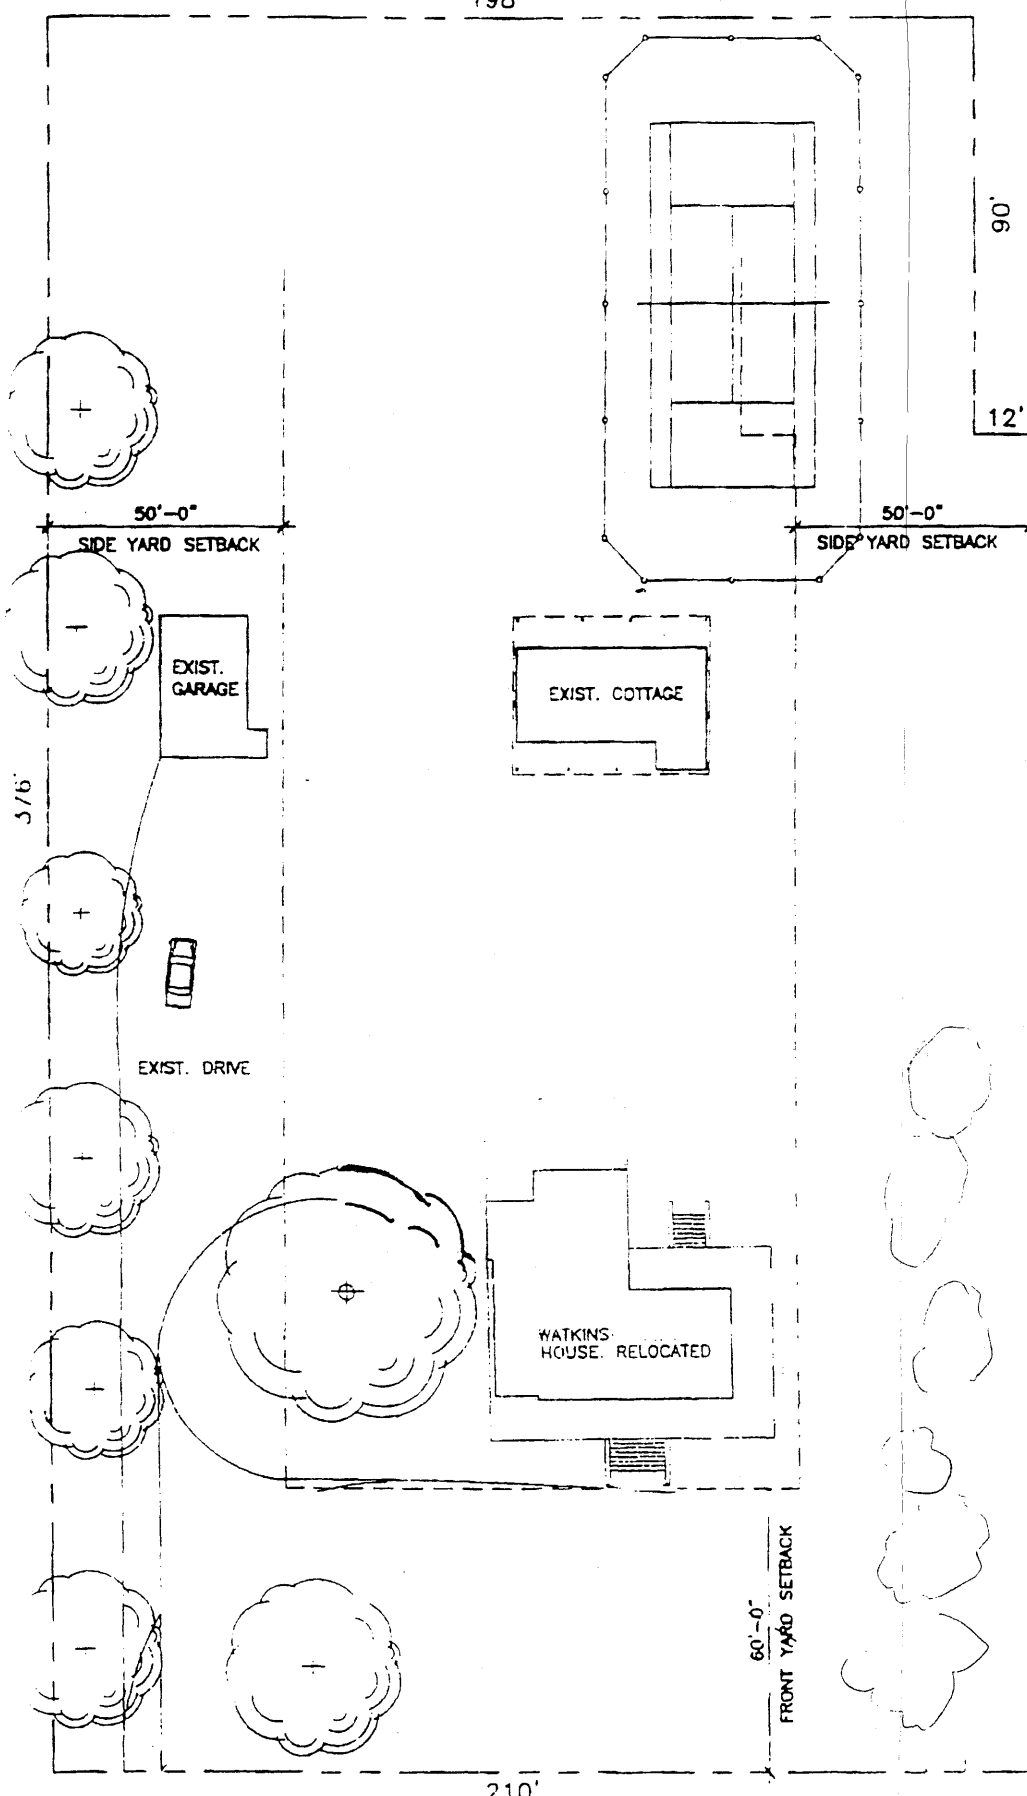 198'
90'
12'
50'-0"
SIDE YARD SETBACK
50'-0"
SIDE YARD SETBACK
EXIST.
GARAGE
EXIST. COTTAGE
376'
EXIST. DRIVE
WATKINS
HOUSE. RELOCATED
60'-0"
FRONT YARD SETBACK
210'